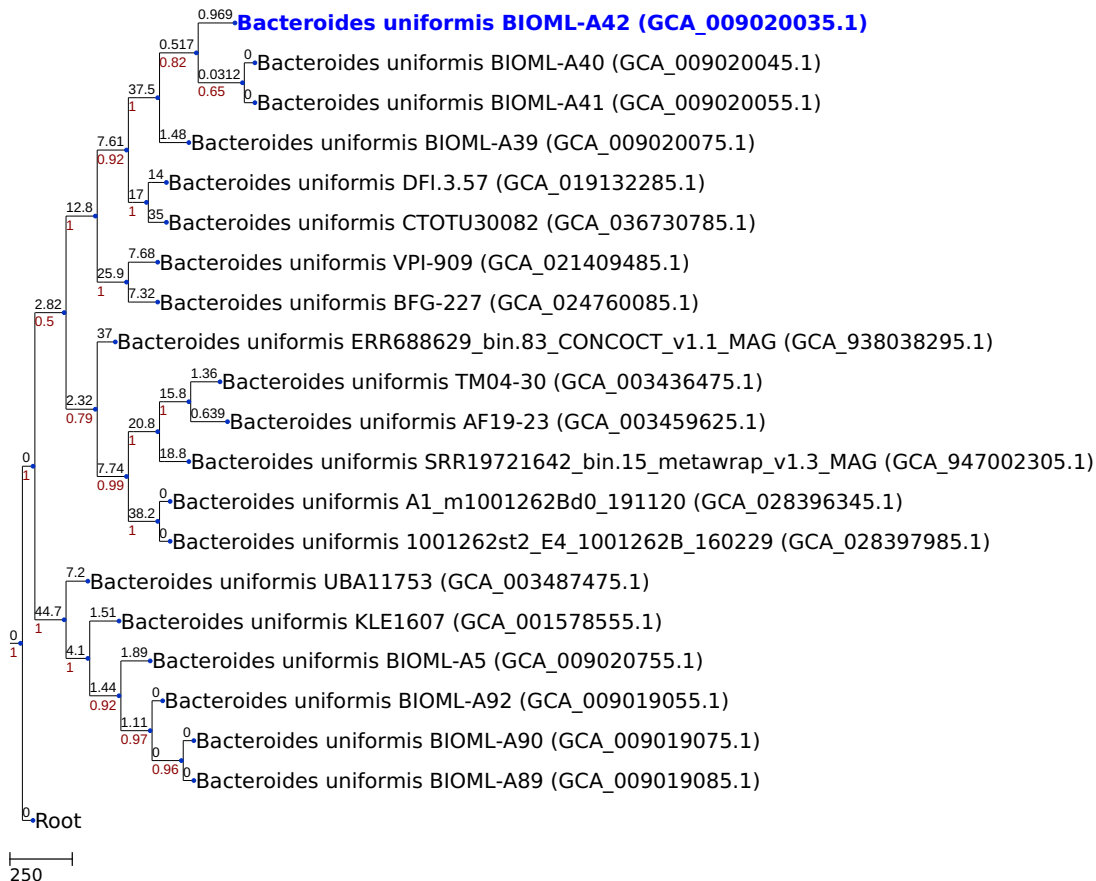 0.969
Bacteroides uniformis BIOML-A42 (GCA_009020035.1)
0.517
0.82
0
Bacteroides uniformis BIOML-A40 (GCA_009020045.1)
0.0312
0.65
0
Bacteroides uniformis BIOML-A41 (GCA_009020055.1)
37.5
1
1.48
Bacteroides uniformis BIOML-A39 (GCA_009020075.1)
7.61
0.92
14
Bacteroides uniformis DFI.3.57 (GCA_019132285.1)
17
1
35
Bacteroides uniformis CTOTU30082 (GCA_036730785.1)
12.8
1
7.68
Bacteroides uniformis VPI-909 (GCA_021409485.1)
25.9
1
7.32
Bacteroides uniformis BFG-227 (GCA_024760085.1)
2.82
0.5
37
Bacteroides uniformis ERR688629_bin.83_CONCOCT_v1.1_MAG (GCA_938038295.1)
2.32
0.79
1.36
Bacteroides uniformis TM04-30 (GCA_003436475.1)
15.8
1
0.639
Bacteroides uniformis AF19-23 (GCA_003459625.1)
20.8
1
18.8
Bacteroides uniformis SRR19721642_bin.15_metawrap_v1.3_MAG (GCA_947002305.1)
7.74
0.99
0
Bacteroides uniformis A1_m1001262Bd0_191120 (GCA_028396345.1)
38.2
1
0
Bacteroides uniformis 1001262st2_E4_1001262B_160229 (GCA_028397985.1)
0
1
7.2
Bacteroides uniformis UBA11753 (GCA_003487475.1)
44.7
1
1.51
Bacteroides uniformis KLE1607 (GCA_001578555.1)
4.1
1
1.89
Bacteroides uniformis BIOML-A5 (GCA_009020755.1)
1.44
0.92
0
Bacteroides uniformis BIOML-A92 (GCA_009019055.1)
1.11
0.97
0
Bacteroides uniformis BIOML-A90 (GCA_009019075.1)
0
0.96
0
Bacteroides uniformis BIOML-A89 (GCA_009019085.1)
0
1
0
Root
250